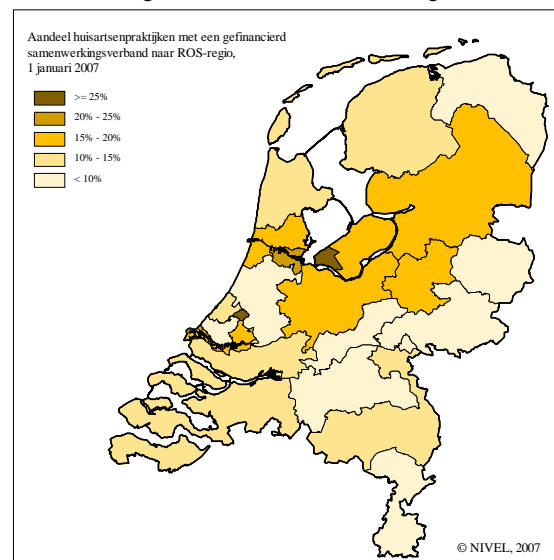 Aandeel huisartsenpraktijken met een gefinancierd
samenwerkingsverband naar ROS-regio,
1 januari 2007
>= 25%
20% - 25%
15% - 20%
10% - 15%
< 10%
© NIVEL, 2007